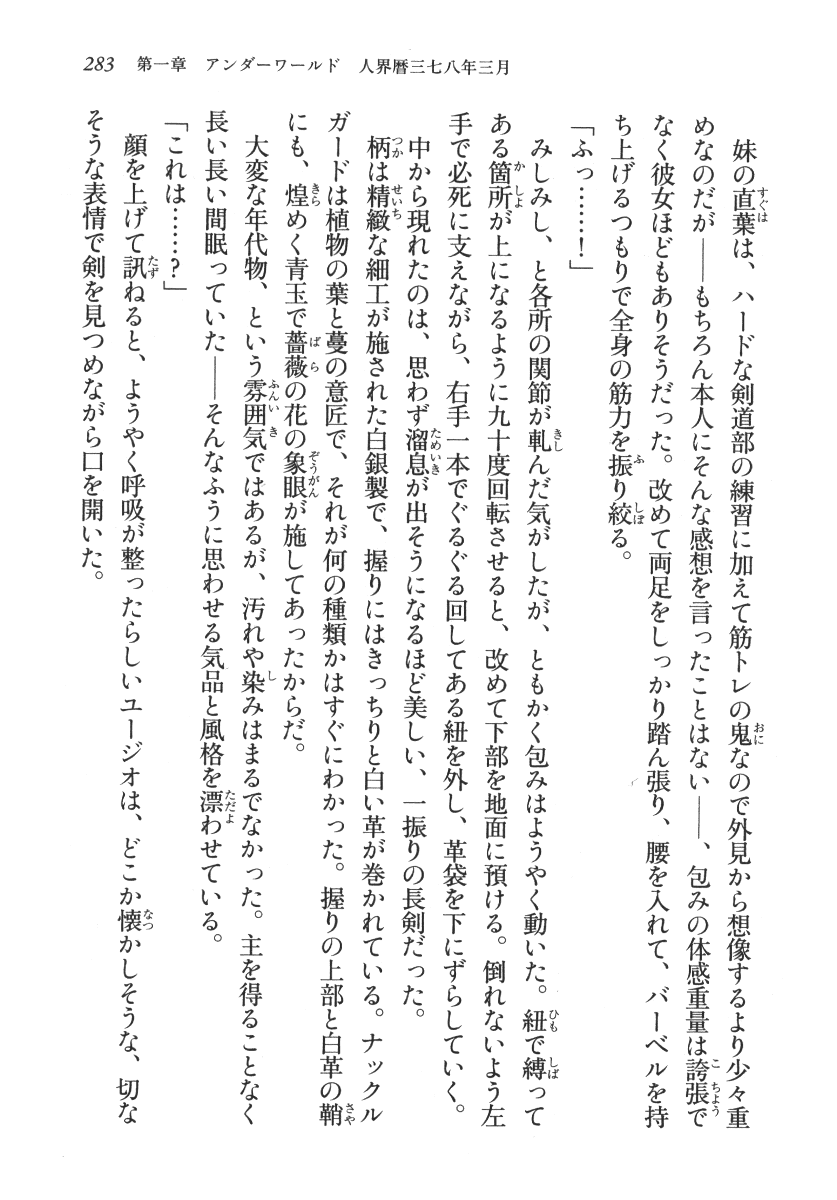 283　第一章　アンダーワールド　人界暦三七八年三月
　妹の直葉は、ハードな剣道部の練習に加えて筋トレの鬼なので外見から想像するより少々重
めなのだが――もちろん本人にそんな感想を言ったことはない――、包みの体感重量は誇張で
なく彼女ほどもありそうだった。改めて両足をしっかり踏ん張り、腰を入れて、バーベルを持
ち上げるつもりで全身の筋力を振り絞る。
「ふっ……！」
　みしみし、と各所の関節が軋んだ気がしたが、ともかく包みはようやく動いた。紐で縛って
ある箇所が上になるように九十度回転させると、改めて下部を地面に預ける。倒れないよう左
手で必死に支えながら、右手一本でぐるぐる回してある紐を外し、革袋を下にずらしていく。
　中から現れたのは、思わず溜息が出そうになるほど美しい、一振りの長剣だった。
　柄は精緻な細工が施された白銀製で、握りにはきっちりと白い革が巻かれている。ナックル
ガードは植物の葉と蔓の意匠で、それが何の種類かはすぐにわかった。握りの上部と白革の鞘
にも、煌めく青玉で薔薇の花の象眼が施してあったからだ。
　大変な年代物、という雰囲気ではあるが、汚れや染みはまるでなかった。主を得ることなく
長い長い間眠っていた――そんなふうに思わせる気品と風格を漂わせている。
「これは……？」
　顔を上げて訊ねると、ようやく呼吸が整ったらしいユージオは、どこか懐かしそうな、切な
そうな表情で剣を見つめながら口を開いた。